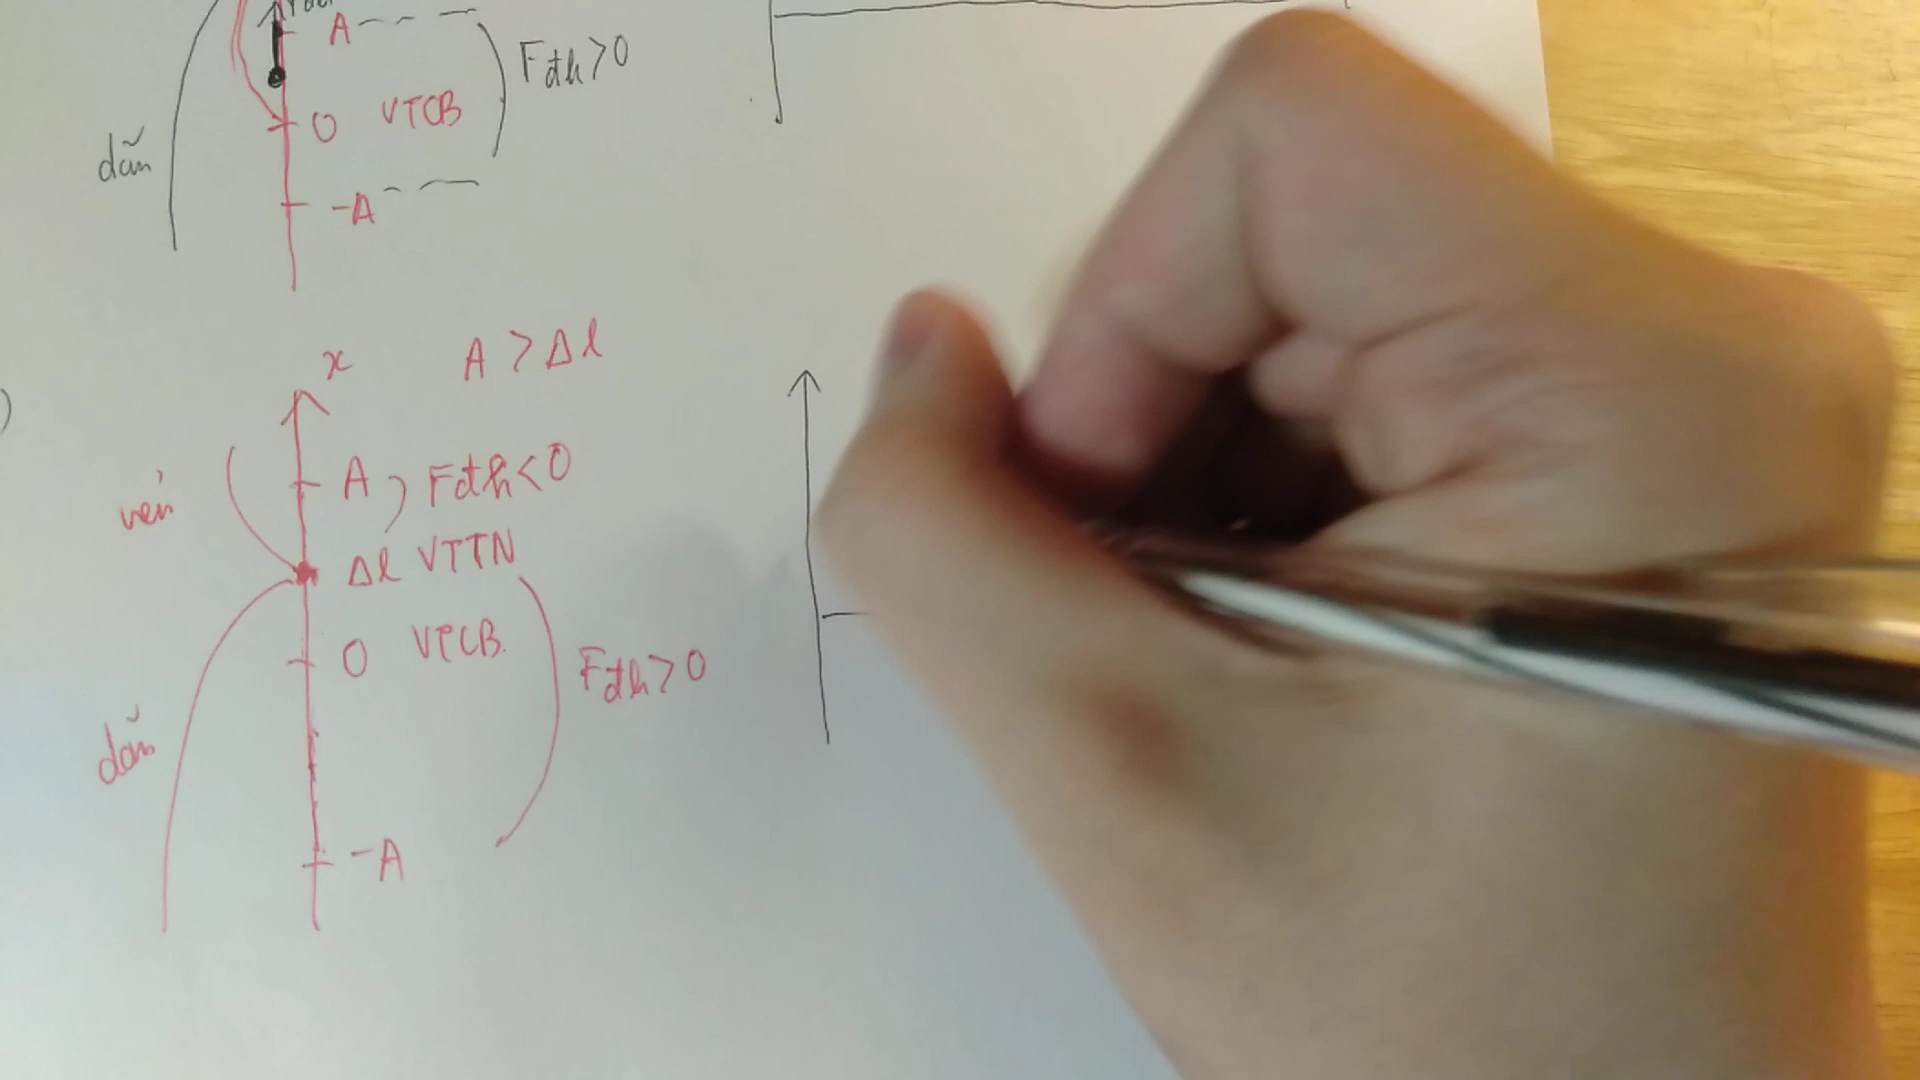 A
Fđh>0
O VTCB
dãn
-A
x
A > Δl
A Fđh<0
nén
Δl VTTN
O VTCB
Fđh>0
dãn
-A